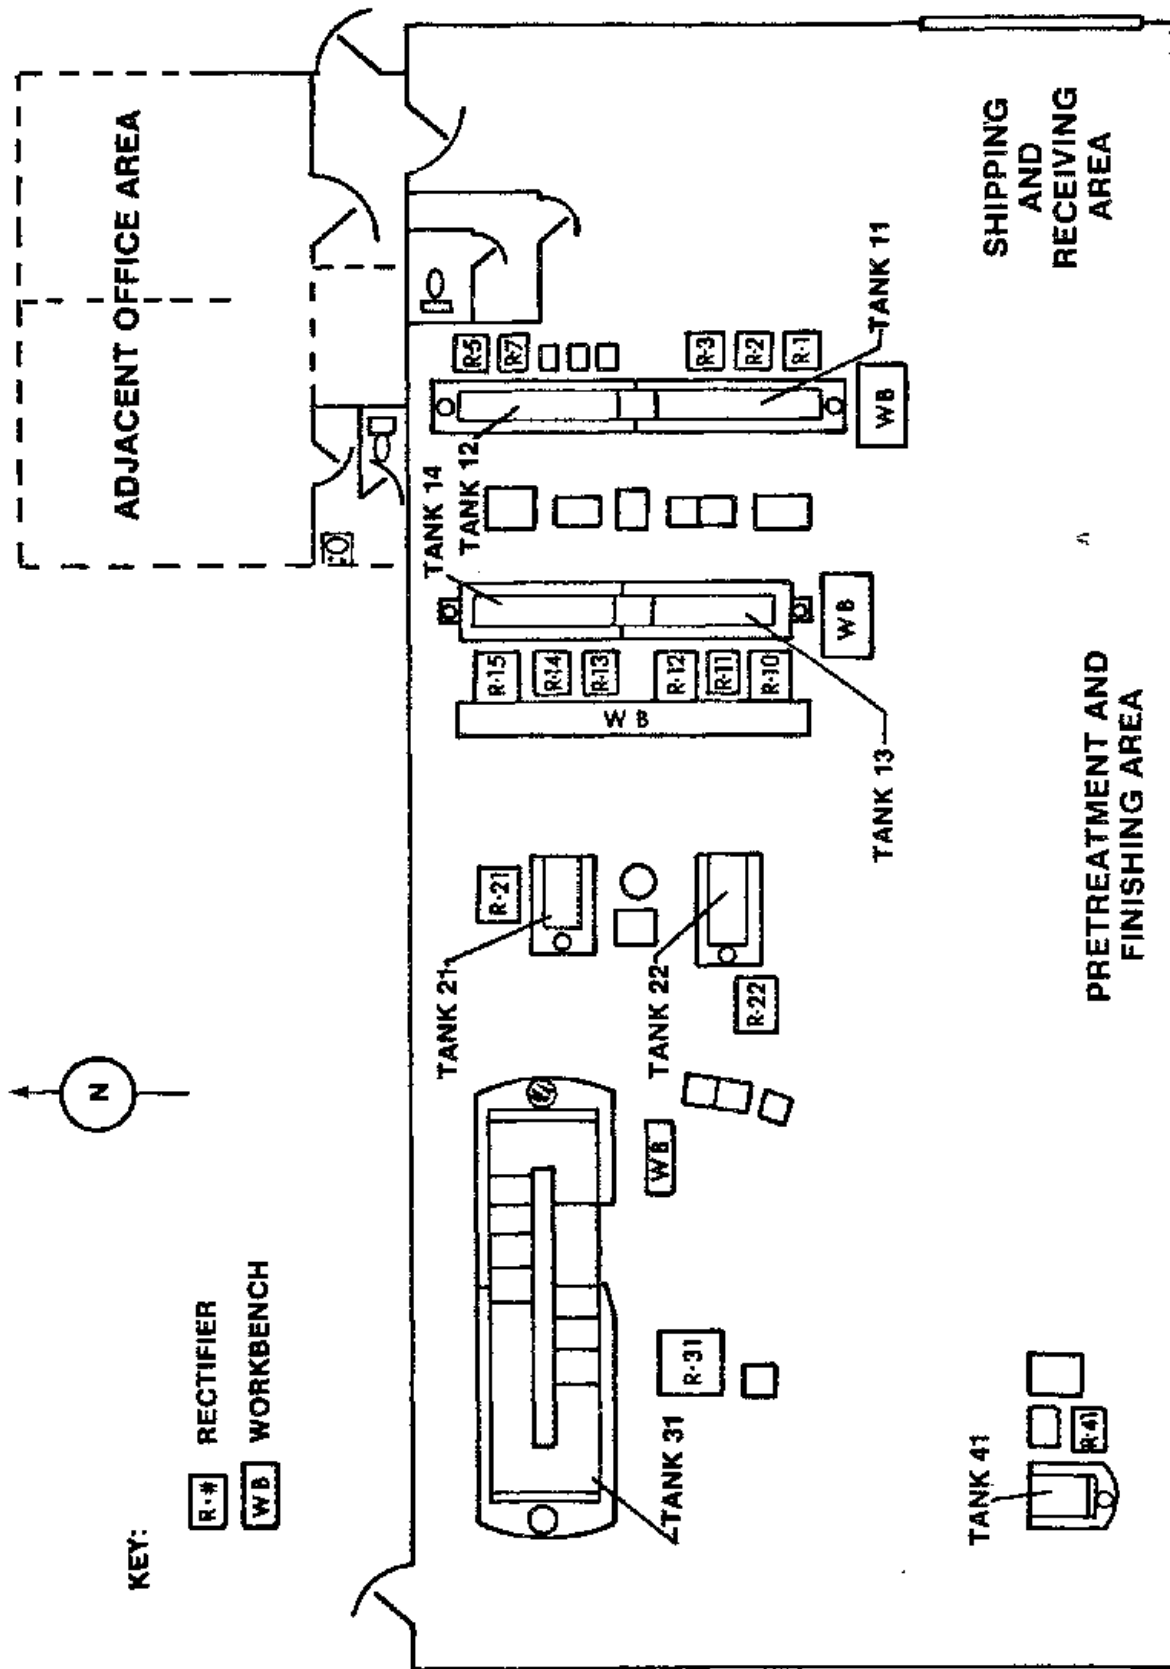 KEY:
R-# RECTIFIER
WB WORKBENCH
N
ADJACENT OFFICE AREA
TANK 31
R-31
WB
TANK 21
R-21
TANK 22
R-22
TANK 14
TANK 12
R-15
R-14
R-13
R-12
R-11
R-10
WB
WB
TANK 13
R-5
R-7
R-3
R-2
R-1
WB
TANK 11
TANK 41
R-41
PRETREATMENT AND
FINISHING AREA
SHIPPING
AND
RECEIVING
AREA